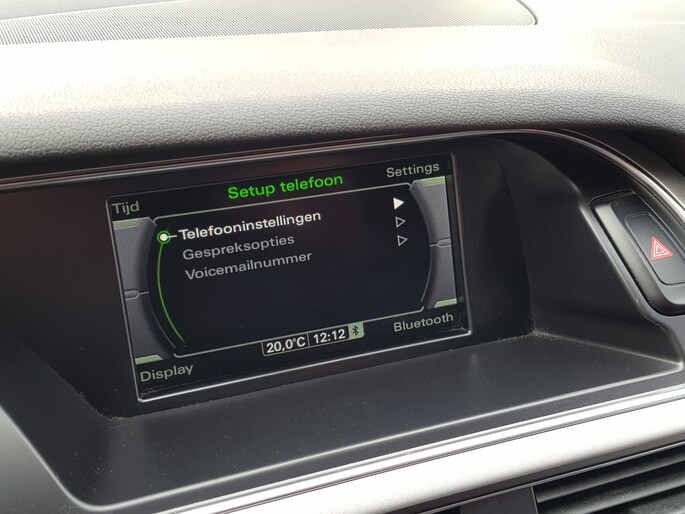 Tijd
Setup telefoon
Settings
Telefooninstellingen
Gespreksopties
Voicemailnummer
20,0°C 12:12
Display
Bluetooth